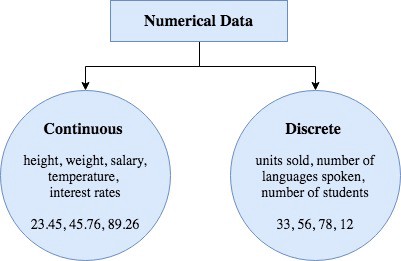 Numerical Data
Continuous
height, weight, salary,
temperature,
interest rates
23.45, 45.76, 89.26
Discrete
units sold, number of
languages spoken,
number of students
33, 56, 78, 12